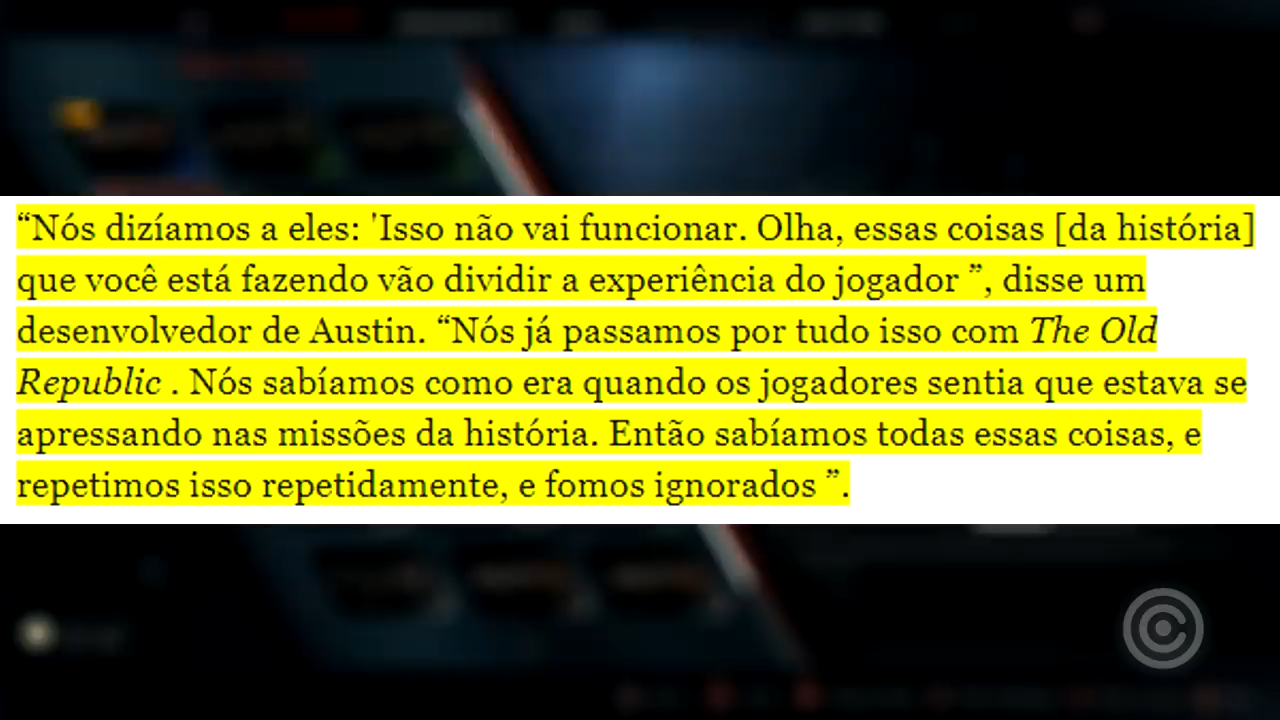 “Nós dizíamos a eles: 'Isso não vai funcionar. Olha, essas coisas [da história]
que você está fazendo vão dividir a experiência do jogador ”, disse um
desenvolvedor de Austin. “Nós já passamos por tudo isso com The Old
Republic . Nós sabíamos como era quando os jogadores sentia que estava se
apressando nas missões da história. Então sabíamos todas essas coisas, e
repetimos isso repetidamente, e fomos ignorados ”.